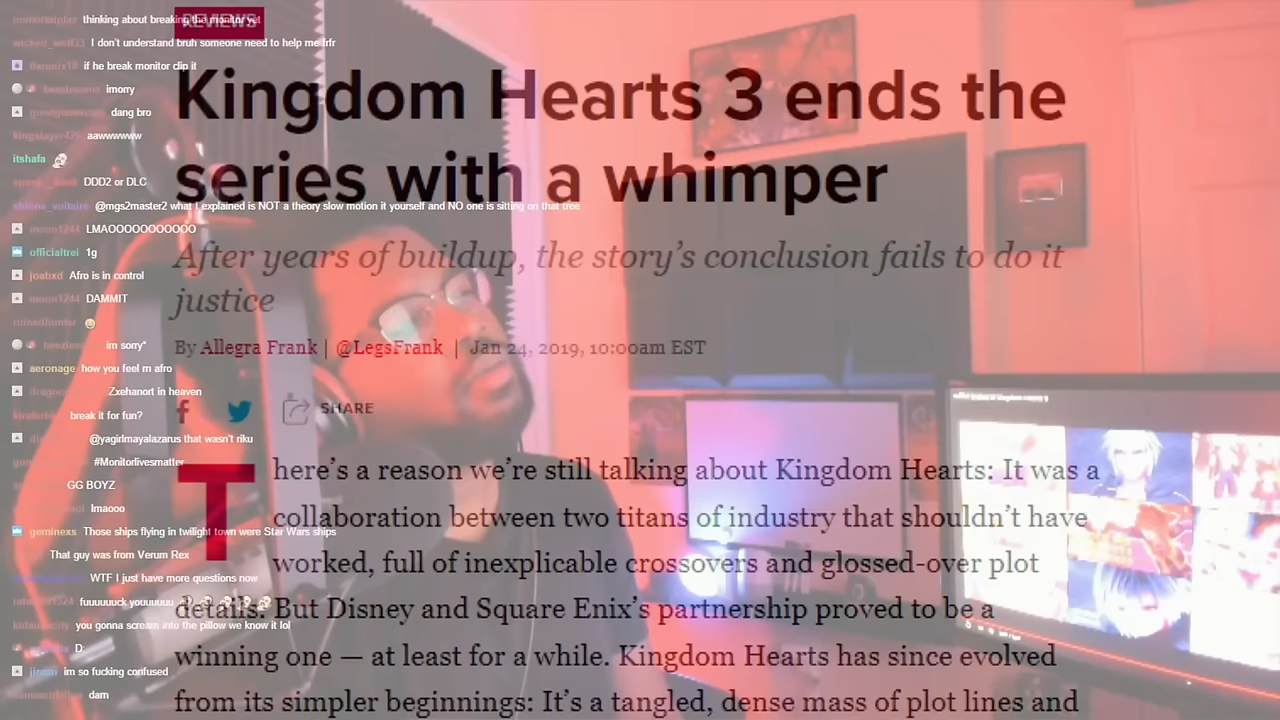 REVIEWS
Kingdom Hearts 3 ends the
series with a whimper
After years of buildup, the story's conclusion fails to do it
justice
By Allegra Frank | @LegsFrank | Jan 24, 2019, 10:00am EST
SHARE
There's a reason we're still talking about Kingdom Hearts: It was a
collaboration between two titans of industry that shouldn't have
worked, full of inexplicable crossovers and glossed-over plot
details. But Disney and Square Enix's partnership proved to be a
winning one — at least for a while. Kingdom Hearts has since evolved
from its simpler beginnings: It's a tangled, dense mass of plot lines and
thinking about breaking the monitor yet
I don't understand bruh someone need to help me frfr
if he break monitor clip it
imorry
dang bro
aawwwwww
itshafa
DDD2 or DLC
@mgs2master2 what I explained is NOT a theory slow motion it yourself and NO one is sitting on that tree
moon1244 LMAOOOOOOOOOOO
officialtrei 1g
joabxd Afro is in control
moon1244 DAMMIT
im sorry*
aeronage how you feel m afro
Zxehanort in heaven
break it for fun?
@yagirlmayalazarus that wasn't riku
#Monitorlivesmatter
GG BOYZ
lmaooo
geminexs Those ships flying in twilight town were Star Wars ships
That guy was from Verum Rex
WTF I just have more questions now
fuuuuuuck youuuuuu
you gonna scream into the pillow we know it lol
D:
im so fucking confused
dam